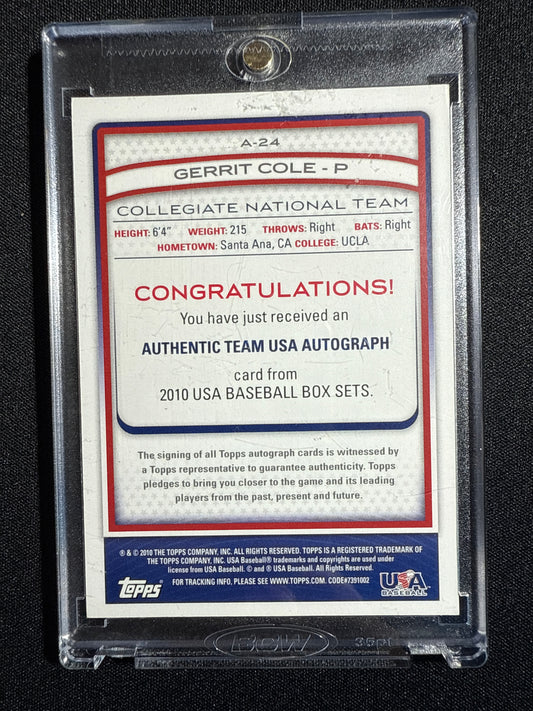 A-24
GERRIT COLE - P
COLLEGIATE NATIONAL TEAM
HEIGHT: 6'4" WEIGHT: 215 THROWS: Right BATS: Right
HOMETOWN: Santa Ana, CA COLLEGE: UCLA
CONGRATULATIONS!
You have just received an
AUTHENTIC TEAM USA AUTOGRAPH
card from
2010 USA BASEBALL BOX SETS.
The signing of all Topps autograph cards is witnessed by
a Topps representative to guarantee authenticity. Topps
pledges to bring you closer to the game and its leading
players from the past, present and future.
® & © 2010 THE TOPPS COMPANY, INC. ALL RIGHTS RESERVED. TOPPS IS A REGISTERED TRADEMARK OF
THE TOPPS COMPANY, INC. USA Baseball® trademarks and copyrights are used under
license from USA Baseball. © and ® USA Baseball. All Rights Reserved.
FOR TRACKING INFO, PLEASE SEE WWW.TOPPS.COM. CODE#7391002
topps
USA
BASEBALL
BCW
35pt